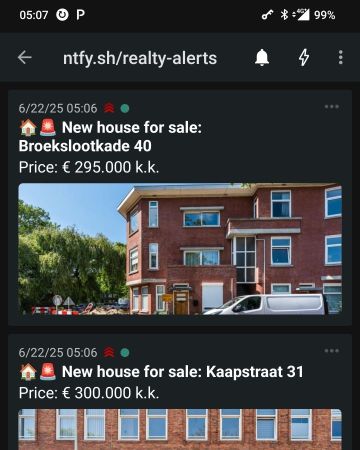 05:07 P 4G 99%
ntfy.sh/realty-alerts
6/22/25 05:06
New house for sale:
Broekslootkade 40
Price: € 295.000 k.k.
6/22/25 05:06
New house for sale: Kaapstraat 31
Price: € 300.000 k.k.